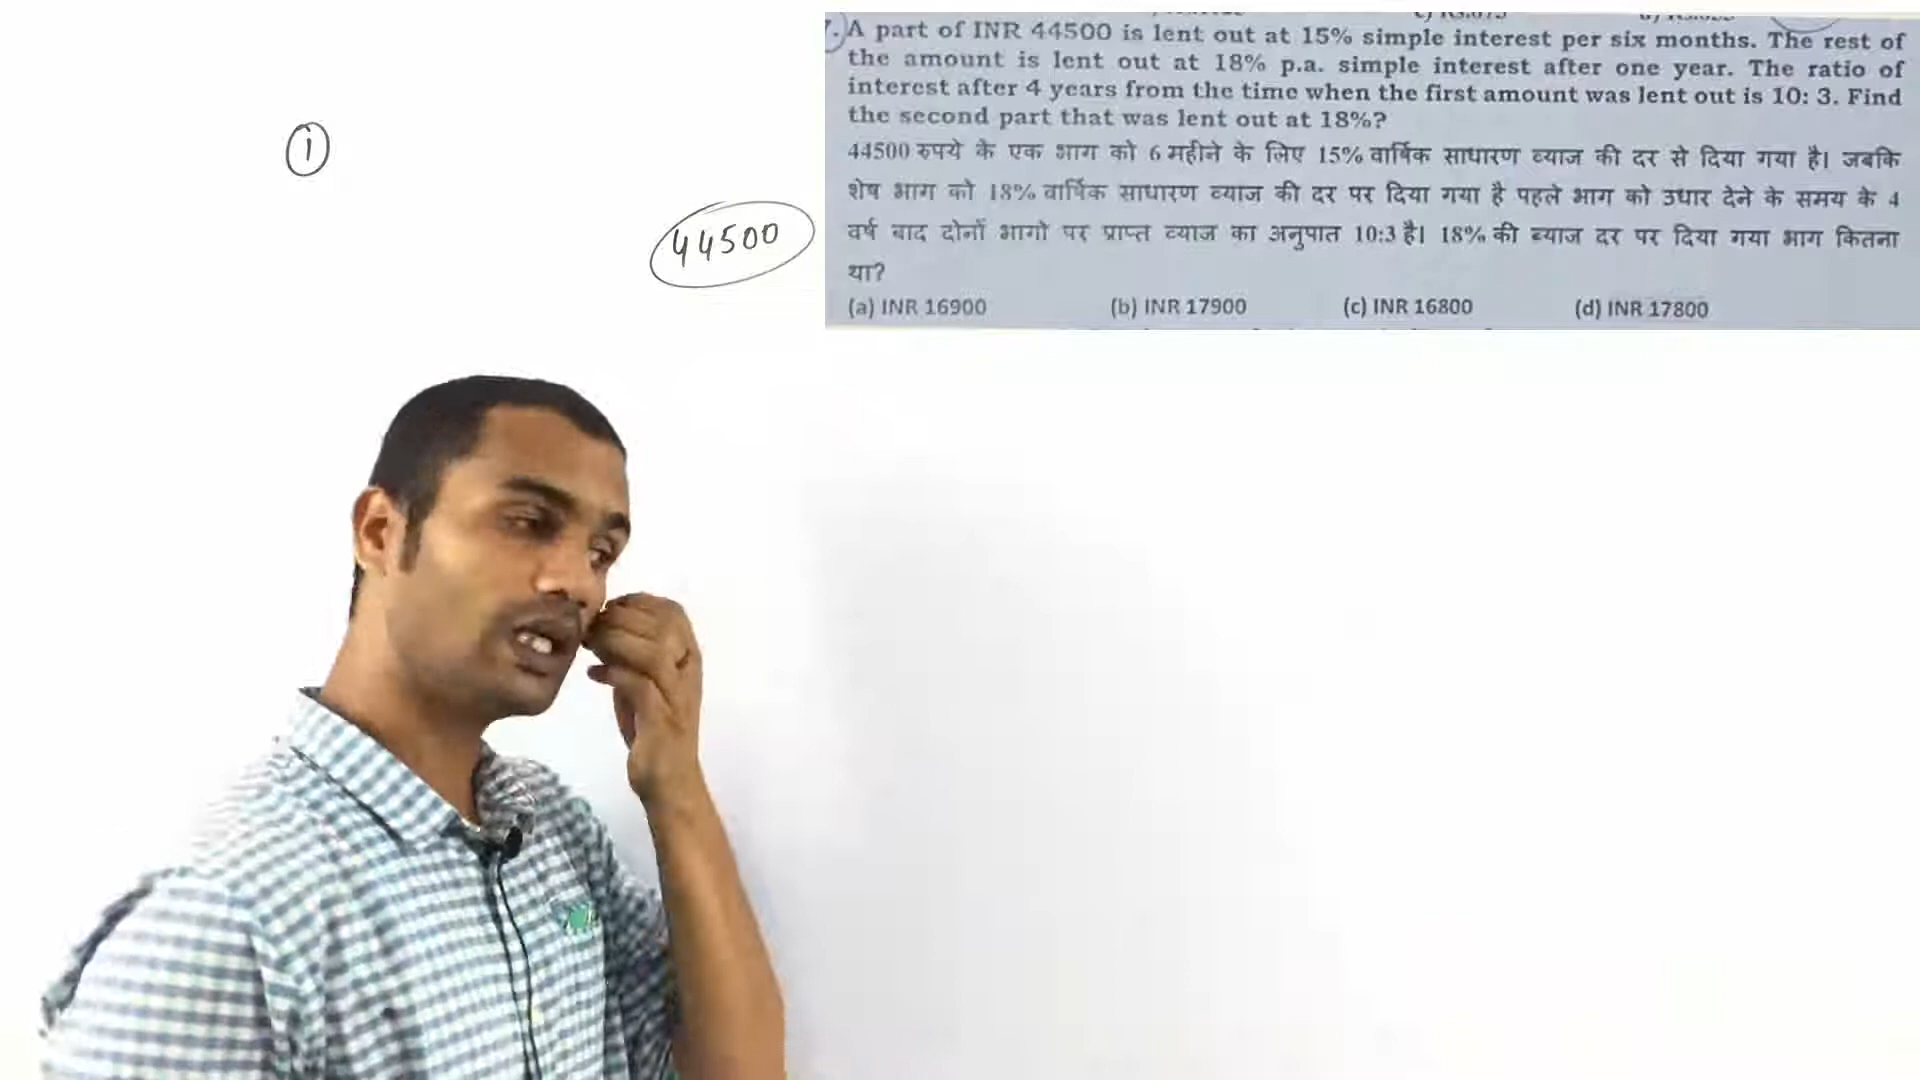 7. A part of INR 44500 is lent out at 15% simple interest per six months. The rest of
the amount is lent out at 18% p.a. simple interest after one year. The ratio of
interest after 4 years from the time when the first amount was lent out is 10: 3. Find
the second part that was lent out at 18%?
44500 रुपये के एक भाग को 6 महीने के लिए 15% वार्षिक साधारण ब्याज की दर से दिया गया है। जबकि
शेष भाग को 18% वार्षिक साधारण ब्याज की दर पर दिया गया है पहले भाग को उधार देने के समय के 4
वर्ष बाद दोनों भागो पर प्राप्त ब्याज का अनुपात 10:3 है। 18% की ब्याज दर पर दिया गया भाग कितना
था?
(a) INR 16900 (b) INR 17900 (c) INR 16800 (d) INR 17800
1
44500